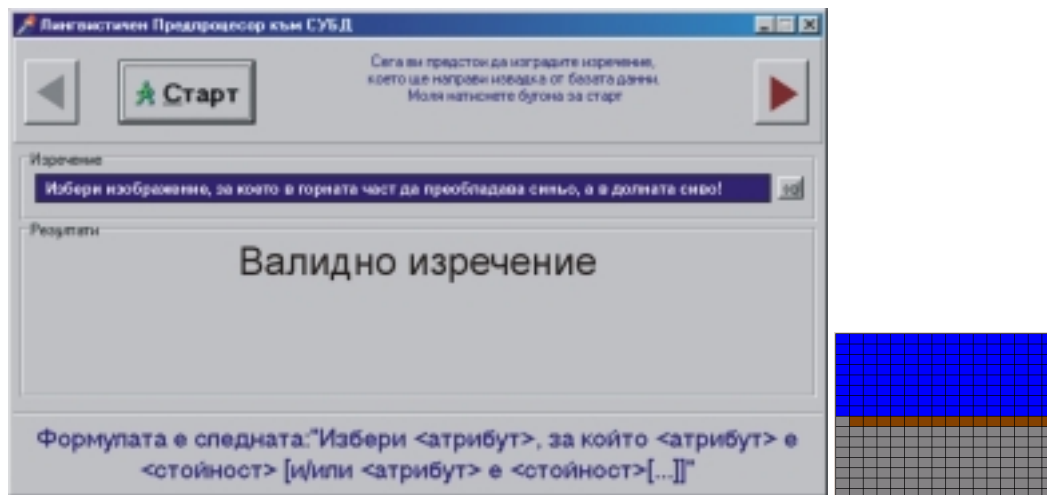 Лингвистичен Предпроцесор към СУБД
Сега ви предстои да изградите изречение,
което ще направи извадка от базата данни.
Моля натиснете бутона за старт
Старт
Изречение
Избери изображение, за което в горната част да преобладава синьо, а в долната сиво!
Резултати
Валидно изречение
Формулата е следната:"Избери <атрибут>, за който <атрибут> е
<стойност> [и/или <атрибут> е <стойност>[...]]"